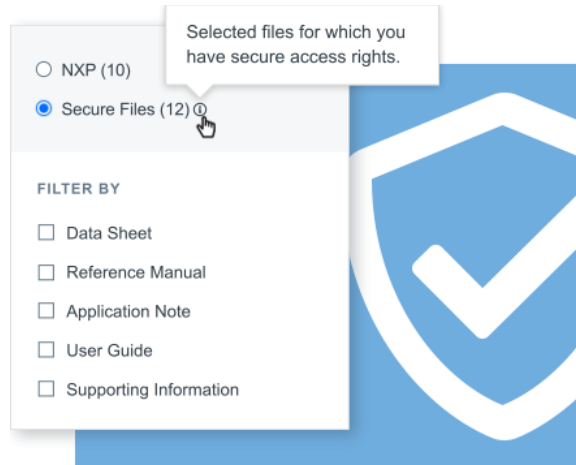 Selected files for which you
have secure access rights.
NXP (10)
Secure Files (12)
FILTER BY
Data Sheet
Reference Manual
Application Note
User Guide
Supporting Information